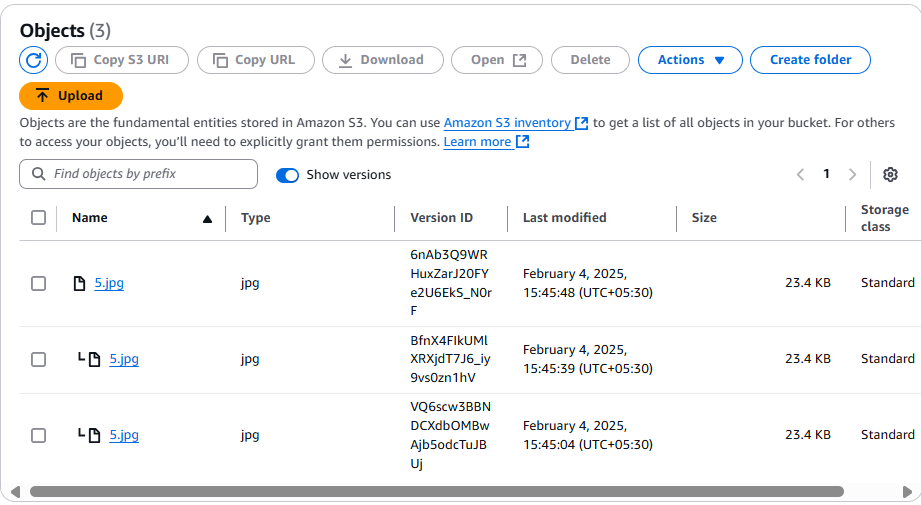 Objects (3)
Copy S3 URI Copy URL Download Open Delete Actions Create folder
Upload
Objects are the fundamental entities stored in Amazon S3. You can use Amazon S3 inventory to get a list of all objects in your bucket. For others
to access your objects, you'll need to explicitly grant them permissions. Learn more
Find objects by prefix Show versions 1
Name Type Version ID Last modified Size Storage
class
5.jpg jpg 6nAb3Q9WR
HuxZarJ20FY
e2U6EkS_N0r
F February 4, 2025,
15:45:48 (UTC+05:30) 23.4 KB Standard
5.jpg jpg BfnX4FIkUMl
XRXjdT7J6_iy
9vs0zn1hV February 4, 2025,
15:45:39 (UTC+05:30) 23.4 KB Standard
5.jpg jpg VQ6scw3BBN
DCXdbOMBw
Ajb5odcTuJB
Uj February 4, 2025,
15:45:04 (UTC+05:30) 23.4 KB Standard